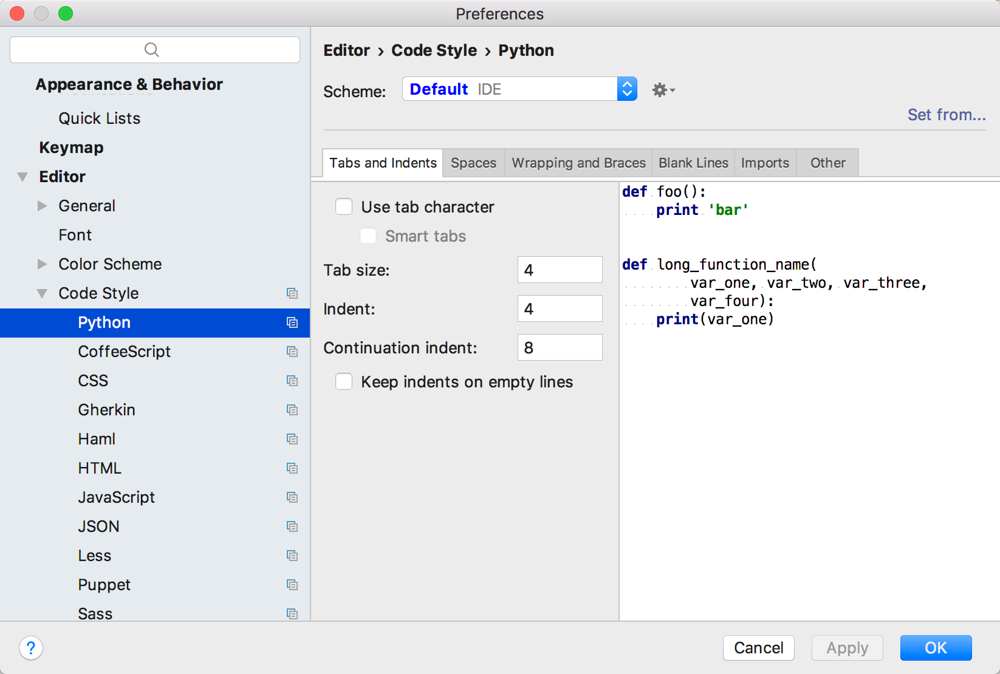 Preferences
Appearance & Behavior
Quick Lists
Keymap
Editor
General
Font
Color Scheme
Code Style
Python
CoffeeScript
CSS
Gherkin
Haml
HTML
JavaScript
JSON
Less
Puppet
Sass
Editor › Code Style › Python
Scheme: Default IDE
Set from...
Tabs and Indents Spaces Wrapping and Braces Blank Lines Imports Other
Use tab character
Smart tabs
Tab size: 4
Indent: 4
Continuation indent: 8
Keep indents on empty lines
def foo():
    print 'bar'
def long_function_name(
        var_one, var_two, var_three,
        var_four):
    print(var_one)
?
Cancel Apply OK